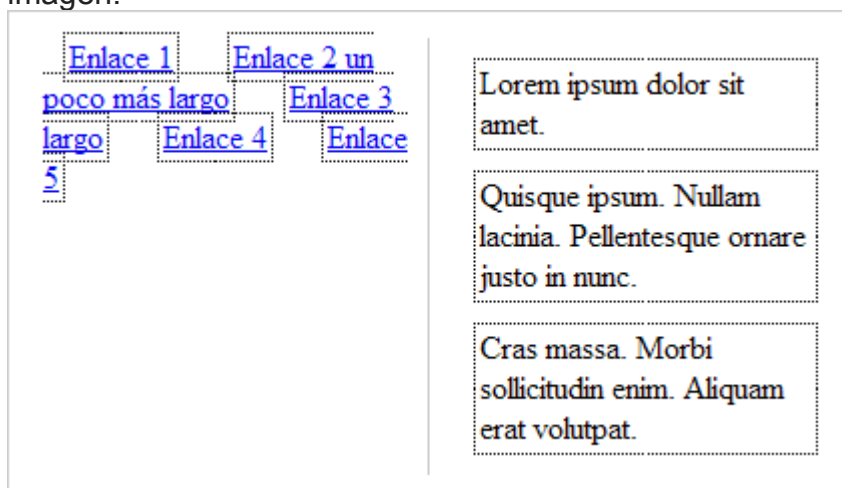 imagen:
Enlace 1 Enlace 2 un
poco más largo Enlace 3
largo Enlace 4 Enlace
5
Lorem ipsum dolor sit
amet.
Quisque ipsum. Nullam
lacinia. Pellentesque ornare
justo in nunc.
Cras massa. Morbi
sollicitudin enim. Aliquam
erat volutpat.